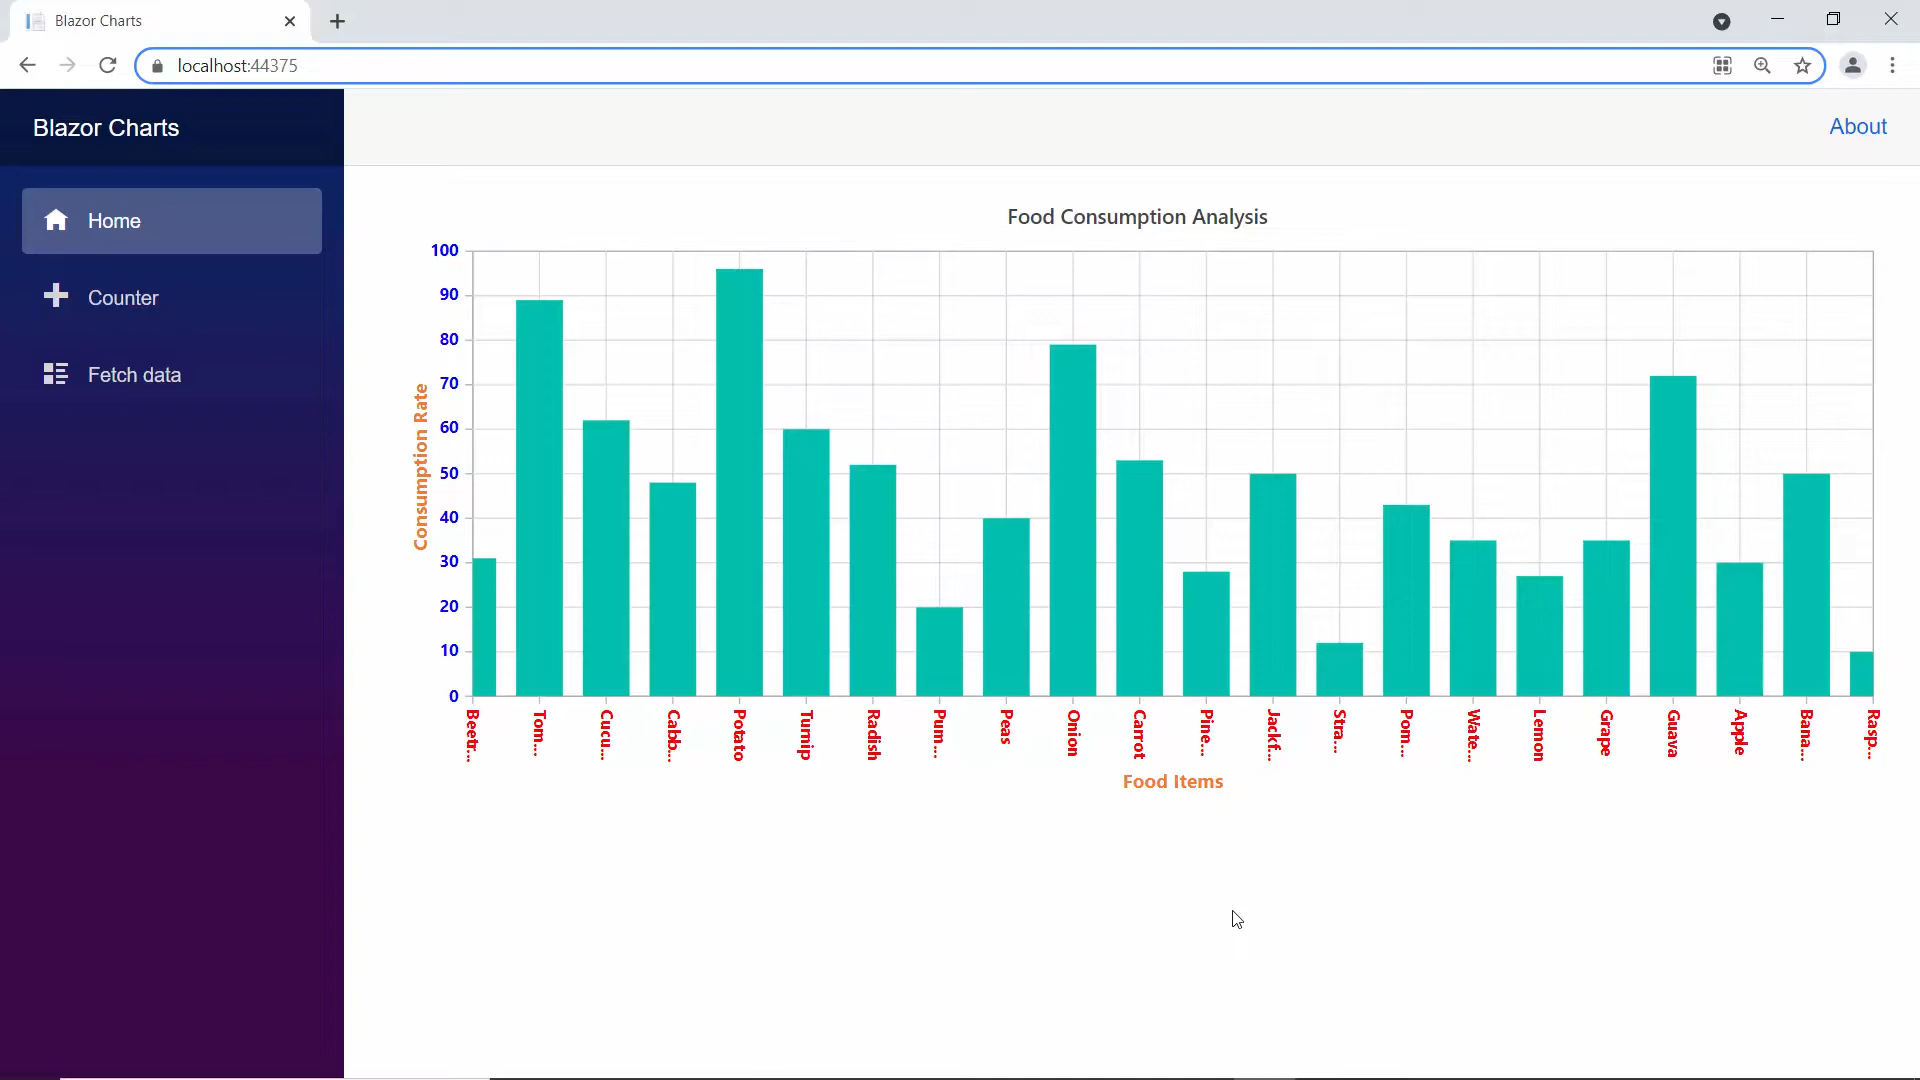 Blazor Charts
localhost:44375
Blazor Charts
About
Home
Counter
Fetch data
Food Consumption Analysis
100
90
80
70
60
50
40
30
20
10
0
Consumption Rate
Beetr...
Tom...
Cucu...
Cabb...
Potato
Turnip
Radish
Pum...
Peas
Onion
Carrot
Pine...
Jackf...
Stra...
Pom...
Wate...
Lemon
Grape
Guava
Apple
Bana...
Rasp...
Food Items